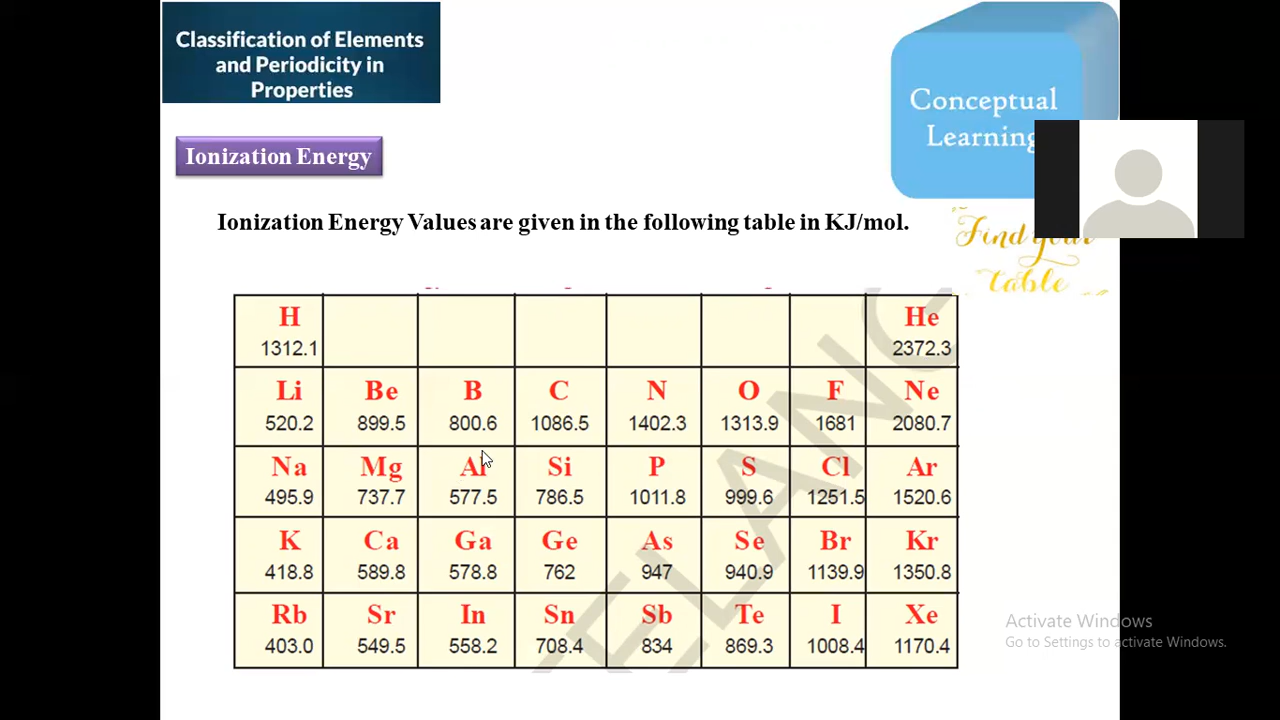 Classification of Elements
and Periodicity in
Properties
Conceptual
Learning
Ionization Energy
Ionization Energy Values are given in the following table in KJ/mol.
Find your
table
H He
1312.1 2372.3
Li Be B C N O F Ne
520.2 899.5 800.6 1086.5 1402.3 1313.9 1681 2080.7
Na Mg Al Si P S Cl Ar
495.9 737.7 577.5 786.5 1011.8 999.6 1251.5 1520.6
K Ca Ga Ge As Se Br Kr
418.8 589.8 578.8 762 947 940.9 1139.9 1350.8
Rb Sr In Sn Sb Te I Xe
403.0 549.5 558.2 708.4 834 869.3 1008.4 1170.4
Activate Windows
Go to Settings to activate Windows.